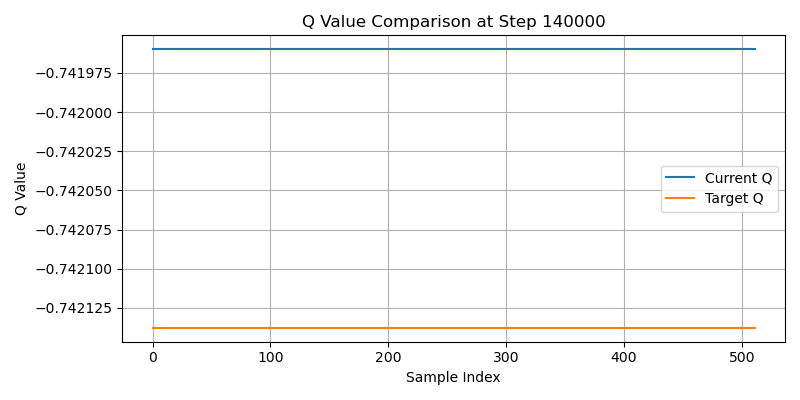 Q Value Comparison at Step 140000
−0.741975
−0.742000
−0.742025
−0.742050
−0.742075
−0.742100
−0.742125
Q Value
Current Q
Target Q
0 100 200 300 400 500
Sample Index